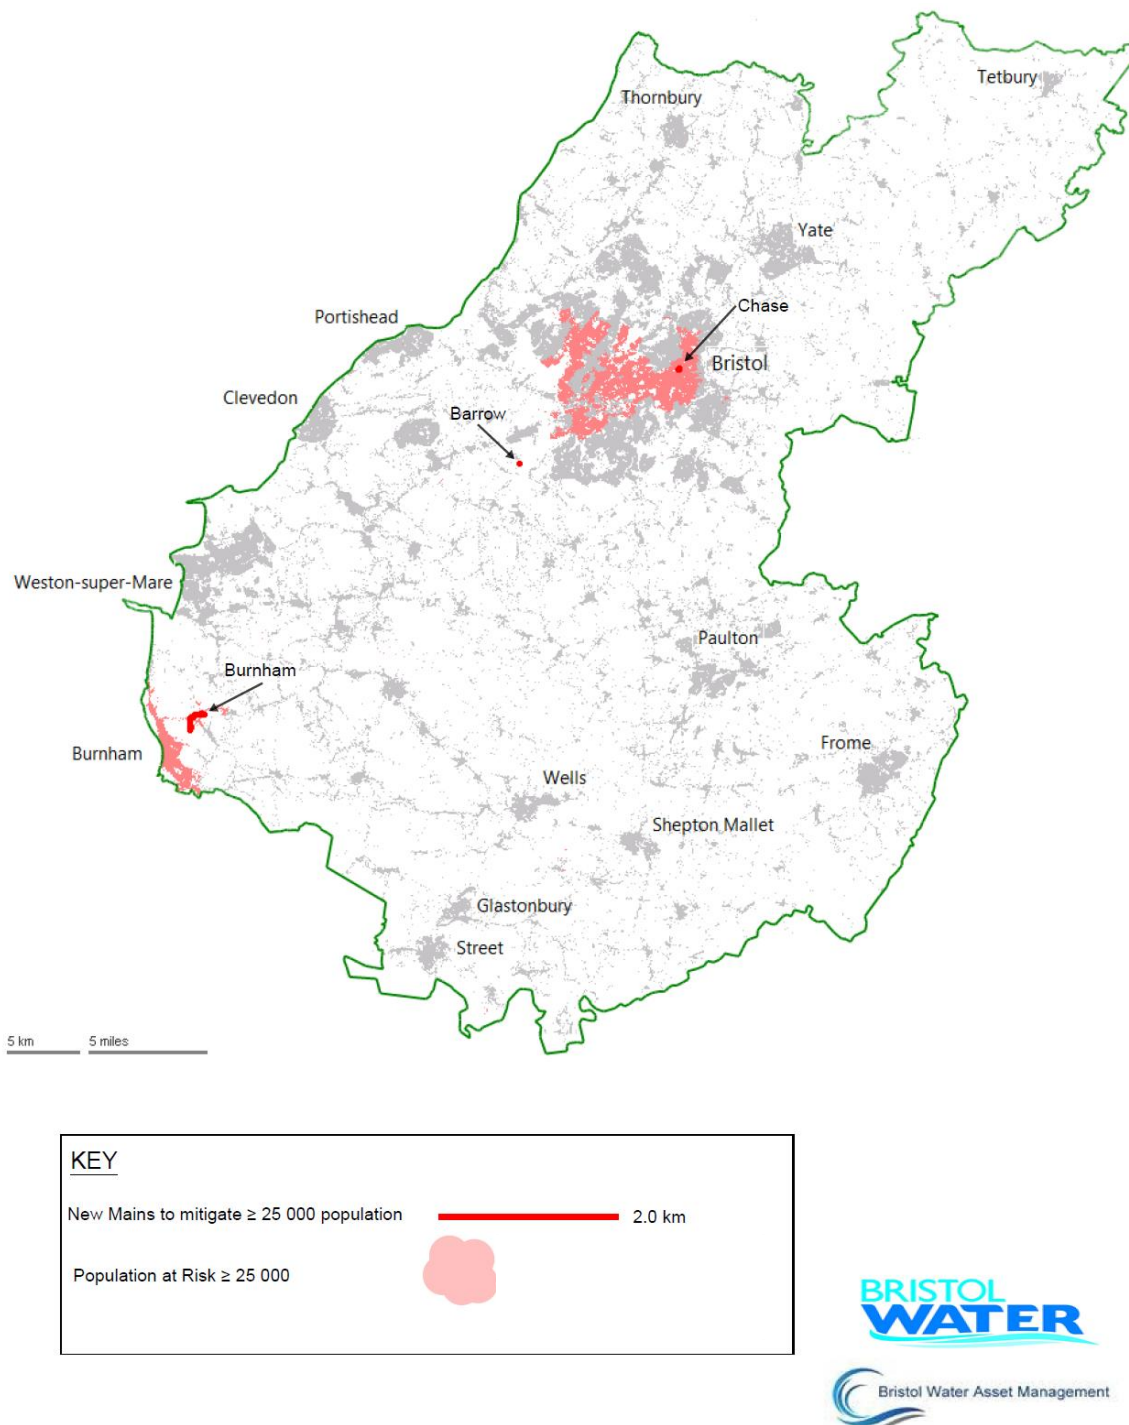 Tetbury
Thornbury
Yate
Chase
Portishead
Bristol
Clevedon
Barrow
Weston-super-Mare
Paulton
Burnham
Burnham
Frome
Wells
Shepton Mallet
Glastonbury
Street
5 km
5 miles
KEY
New Mains to mitigate ≥ 25 000 population
2.0 km
Population at Risk ≥ 25 000
BRISTOL
WATER
Bristol Water Asset Management